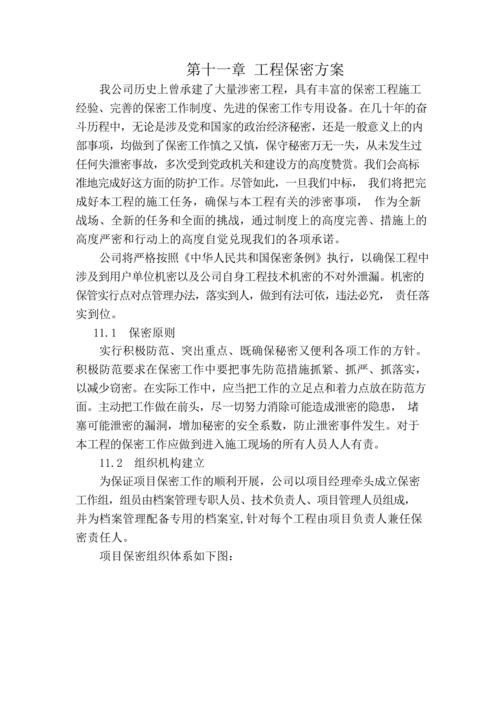 第十一章 工程保密方案
我公司历史上曾承建了大量涉密工程，具有丰富的保密工程施工
经验、完善的保密工作制度、先进的保密工作专用设备。在几十年的奋
斗历程中，无论是涉及党和国家的政治经济秘密，还是一般意义上的内
部事项，均做到了保密工作慎之又慎，保守秘密万无一失，从未发生过
任何失泄密事故，多次受到党政机关和建设方的高度赞赏。我们会高标
准地完成好这方面的防护工作。尽管如此，一旦我们中标， 我们将把完
成好本工程的施工任务，确保与本工程有关的涉密事项， 作为全新
战场、全新的任务和全面的挑战，通过制度上的高度完善、措施上的
高度严密和行动上的高度自觉兑现我们的各项承诺。
公司将严格按照《中华人民共和国保密条例》执行，以确保工程中
涉及到用户单位机密以及公司自身工程技术机密的不对外泄漏。机密的
保管实行点对点管理办法，落实到人，做到有法可依，违法必究， 责任落
实到位。
11.1 保密原则
实行积极防范、突出重点、既确保秘密又便利各项工作的方针。
积极防范要求在保密工作中要把事先防范措施抓紧、抓严、抓落实，
以减少窃密。在实际工作中，应当把工作的立足点和着力点放在防范方
面。主动把工作做在前头，尽一切努力消除可能造成泄密的隐患， 堵
塞可能泄密的漏洞，增加秘密的安全系数，防止泄密事件发生。对于
本工程的保密工作应做到进入施工现场的所有人员人人有责。
11.2 组织机构建立
为保证项目保密工作的顺利开展，公司以项目经理牵头成立保密
工作组，组员由档案管理专职人员、技术负责人、项目管理人员组成，
并为档案管理配备专用的档案室,针对每个工程由项目负责人兼任保
密责任人。
项目保密组织体系如下图：